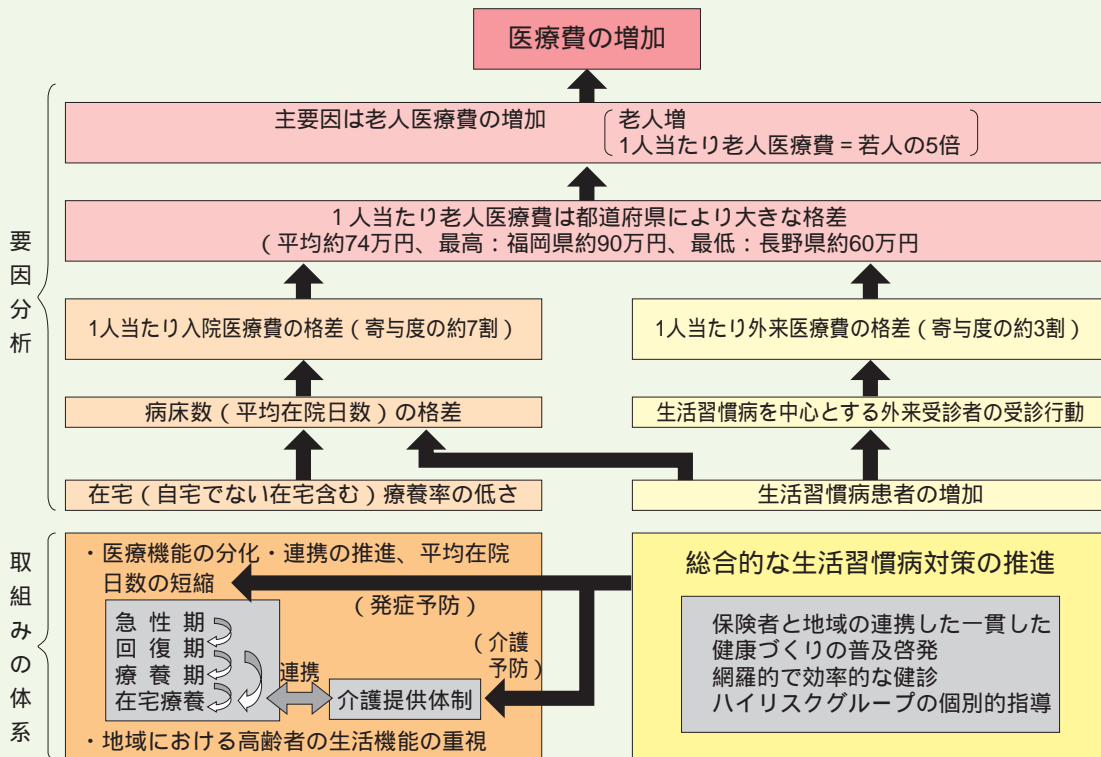 医療費の増加
主要因は老人医療費の増加
老人増
1人当たり老人医療費 = 若人の5倍
1人当たり老人医療費は都道府県により大きな格差
(平均約74万円、最高：福岡県約90万円、最低：長野県約60万円
要因分析
1人当たり入院医療費の格差(寄与度の約7割)
1人当たり外来医療費の格差(寄与度の約3割)
病床数(平均在院日数)の格差
生活習慣病を中心とする外来受診者の受診行動
在宅(自宅でない在宅含む)療養率の低さ
生活習慣病患者の増加
取組みの体系
・医療機能の分化・連携の推進、平均在院
日数の短縮
(発症予防)
急性期
回復期
療養期
在宅療養
連携
介護提供体制
(介護
予防)
・地域における高齢者の生活機能の重視
総合的な生活習慣病対策の推進
保険者と地域の連携した一貫した
健康づくりの普及啓発
網羅的で効率的な健診
ハイリスクグループの個別的指導